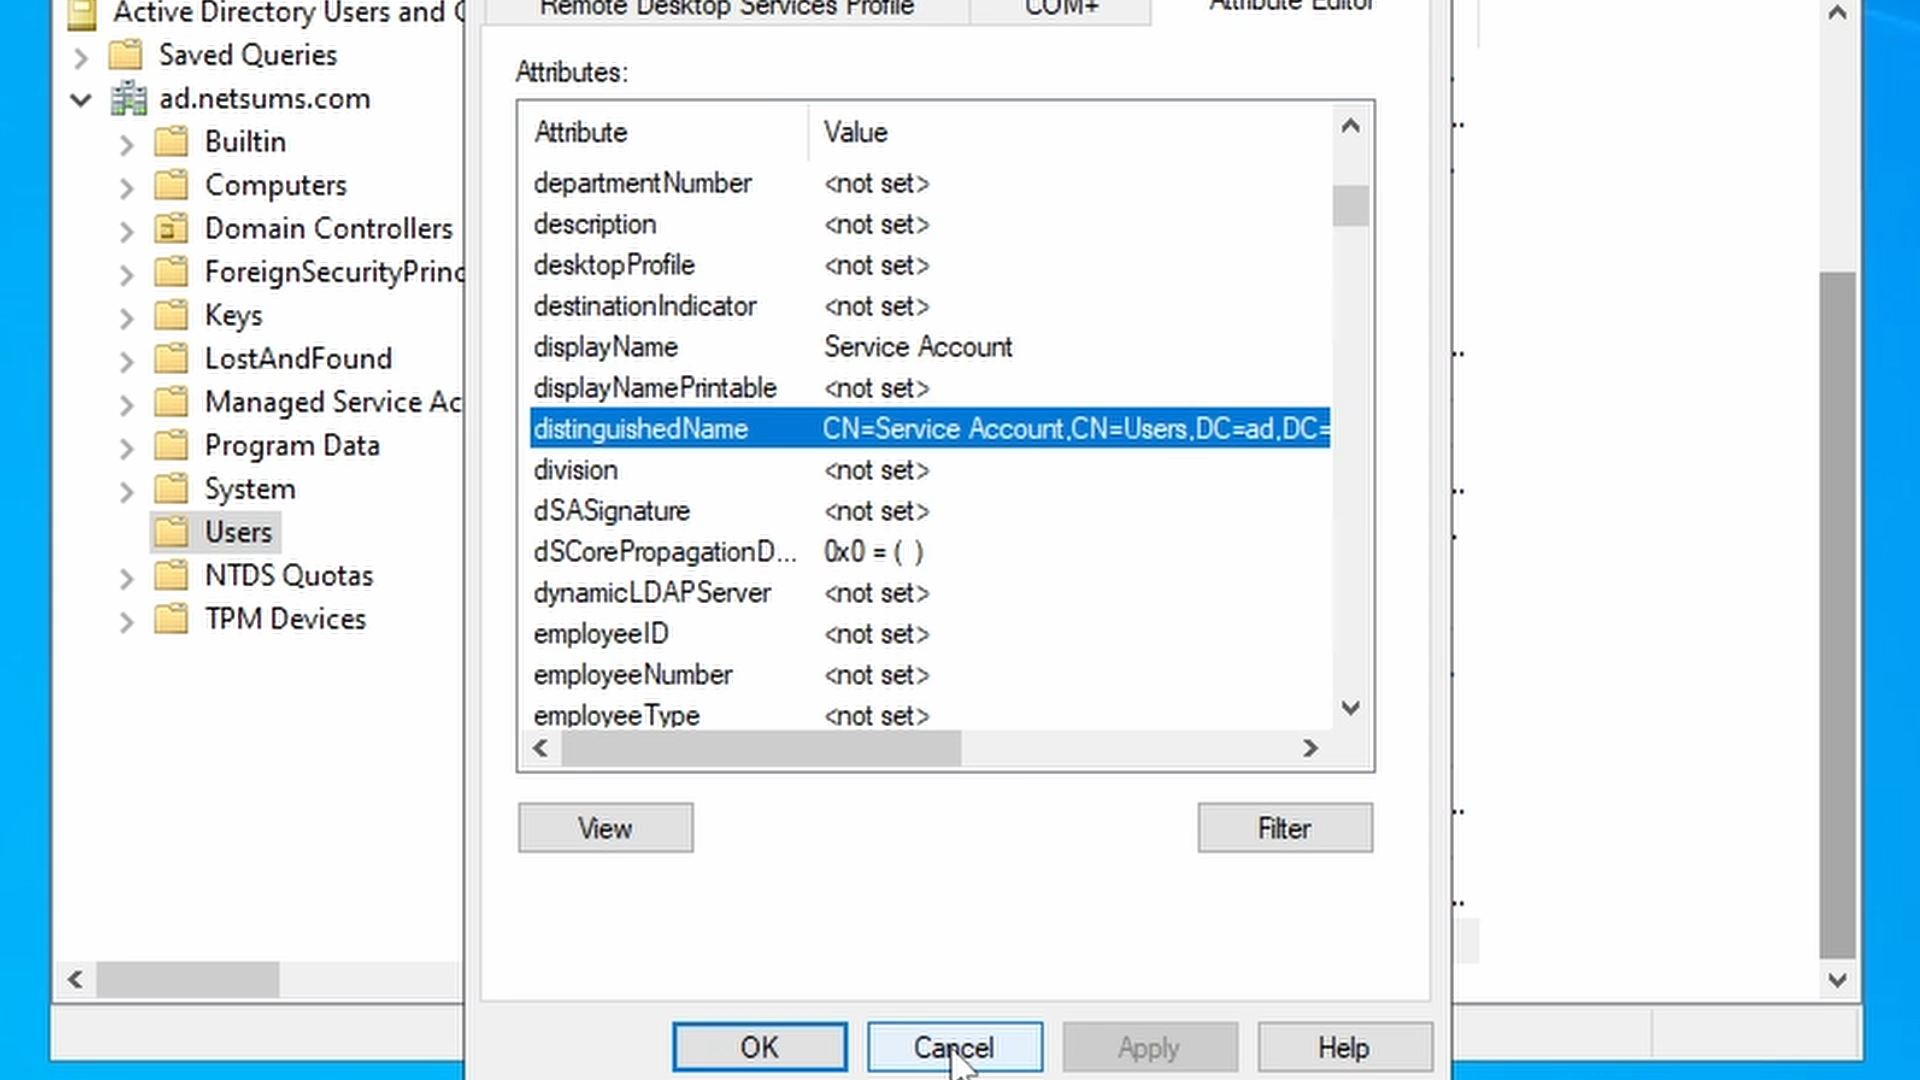 Active Directory Users and C
Saved Queries
ad.netsums.com
Builtin
Computers
Domain Controllers
ForeignSecurityPrinc
Keys
LostAndFound
Managed Service Ac
Program Data
System
Users
NTDS Quotas
TPM Devices
Remote Desktop Services Profile COM+ Attribute Editor
Attributes:
Attribute Value
departmentNumber <not set>
description <not set>
desktopProfile <not set>
destinationIndicator <not set>
displayName Service Account
displayNamePrintable <not set>
distinguishedName CN=Service Account,CN=Users,DC=ad,DC=
division <not set>
dSASignature <not set>
dSCorePropagationD... 0x0 = ( )
dynamicLDAPServer <not set>
employeeID <not set>
employeeNumber <not set>
employeeType <not set>
View Filter
OK Cancel Apply Help